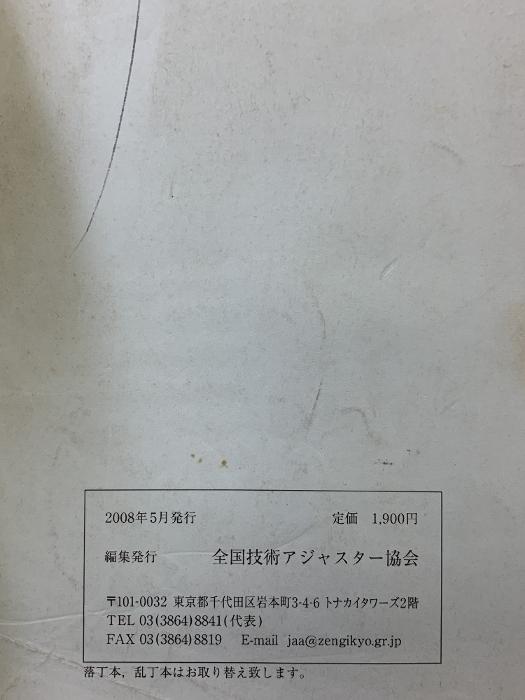 2008年5月発行 定価 1,900円
編集発行 全国技術アジャスター協会
〒101-0032 東京都千代田区岩本町3-4-6 トナカイタワーズ2階
TEL 03(3864)8841(代表)
FAX 03(3864)8819 E-mail jaa@zengikyo.gr.jp
落丁本，乱丁本はお取り替え致します。